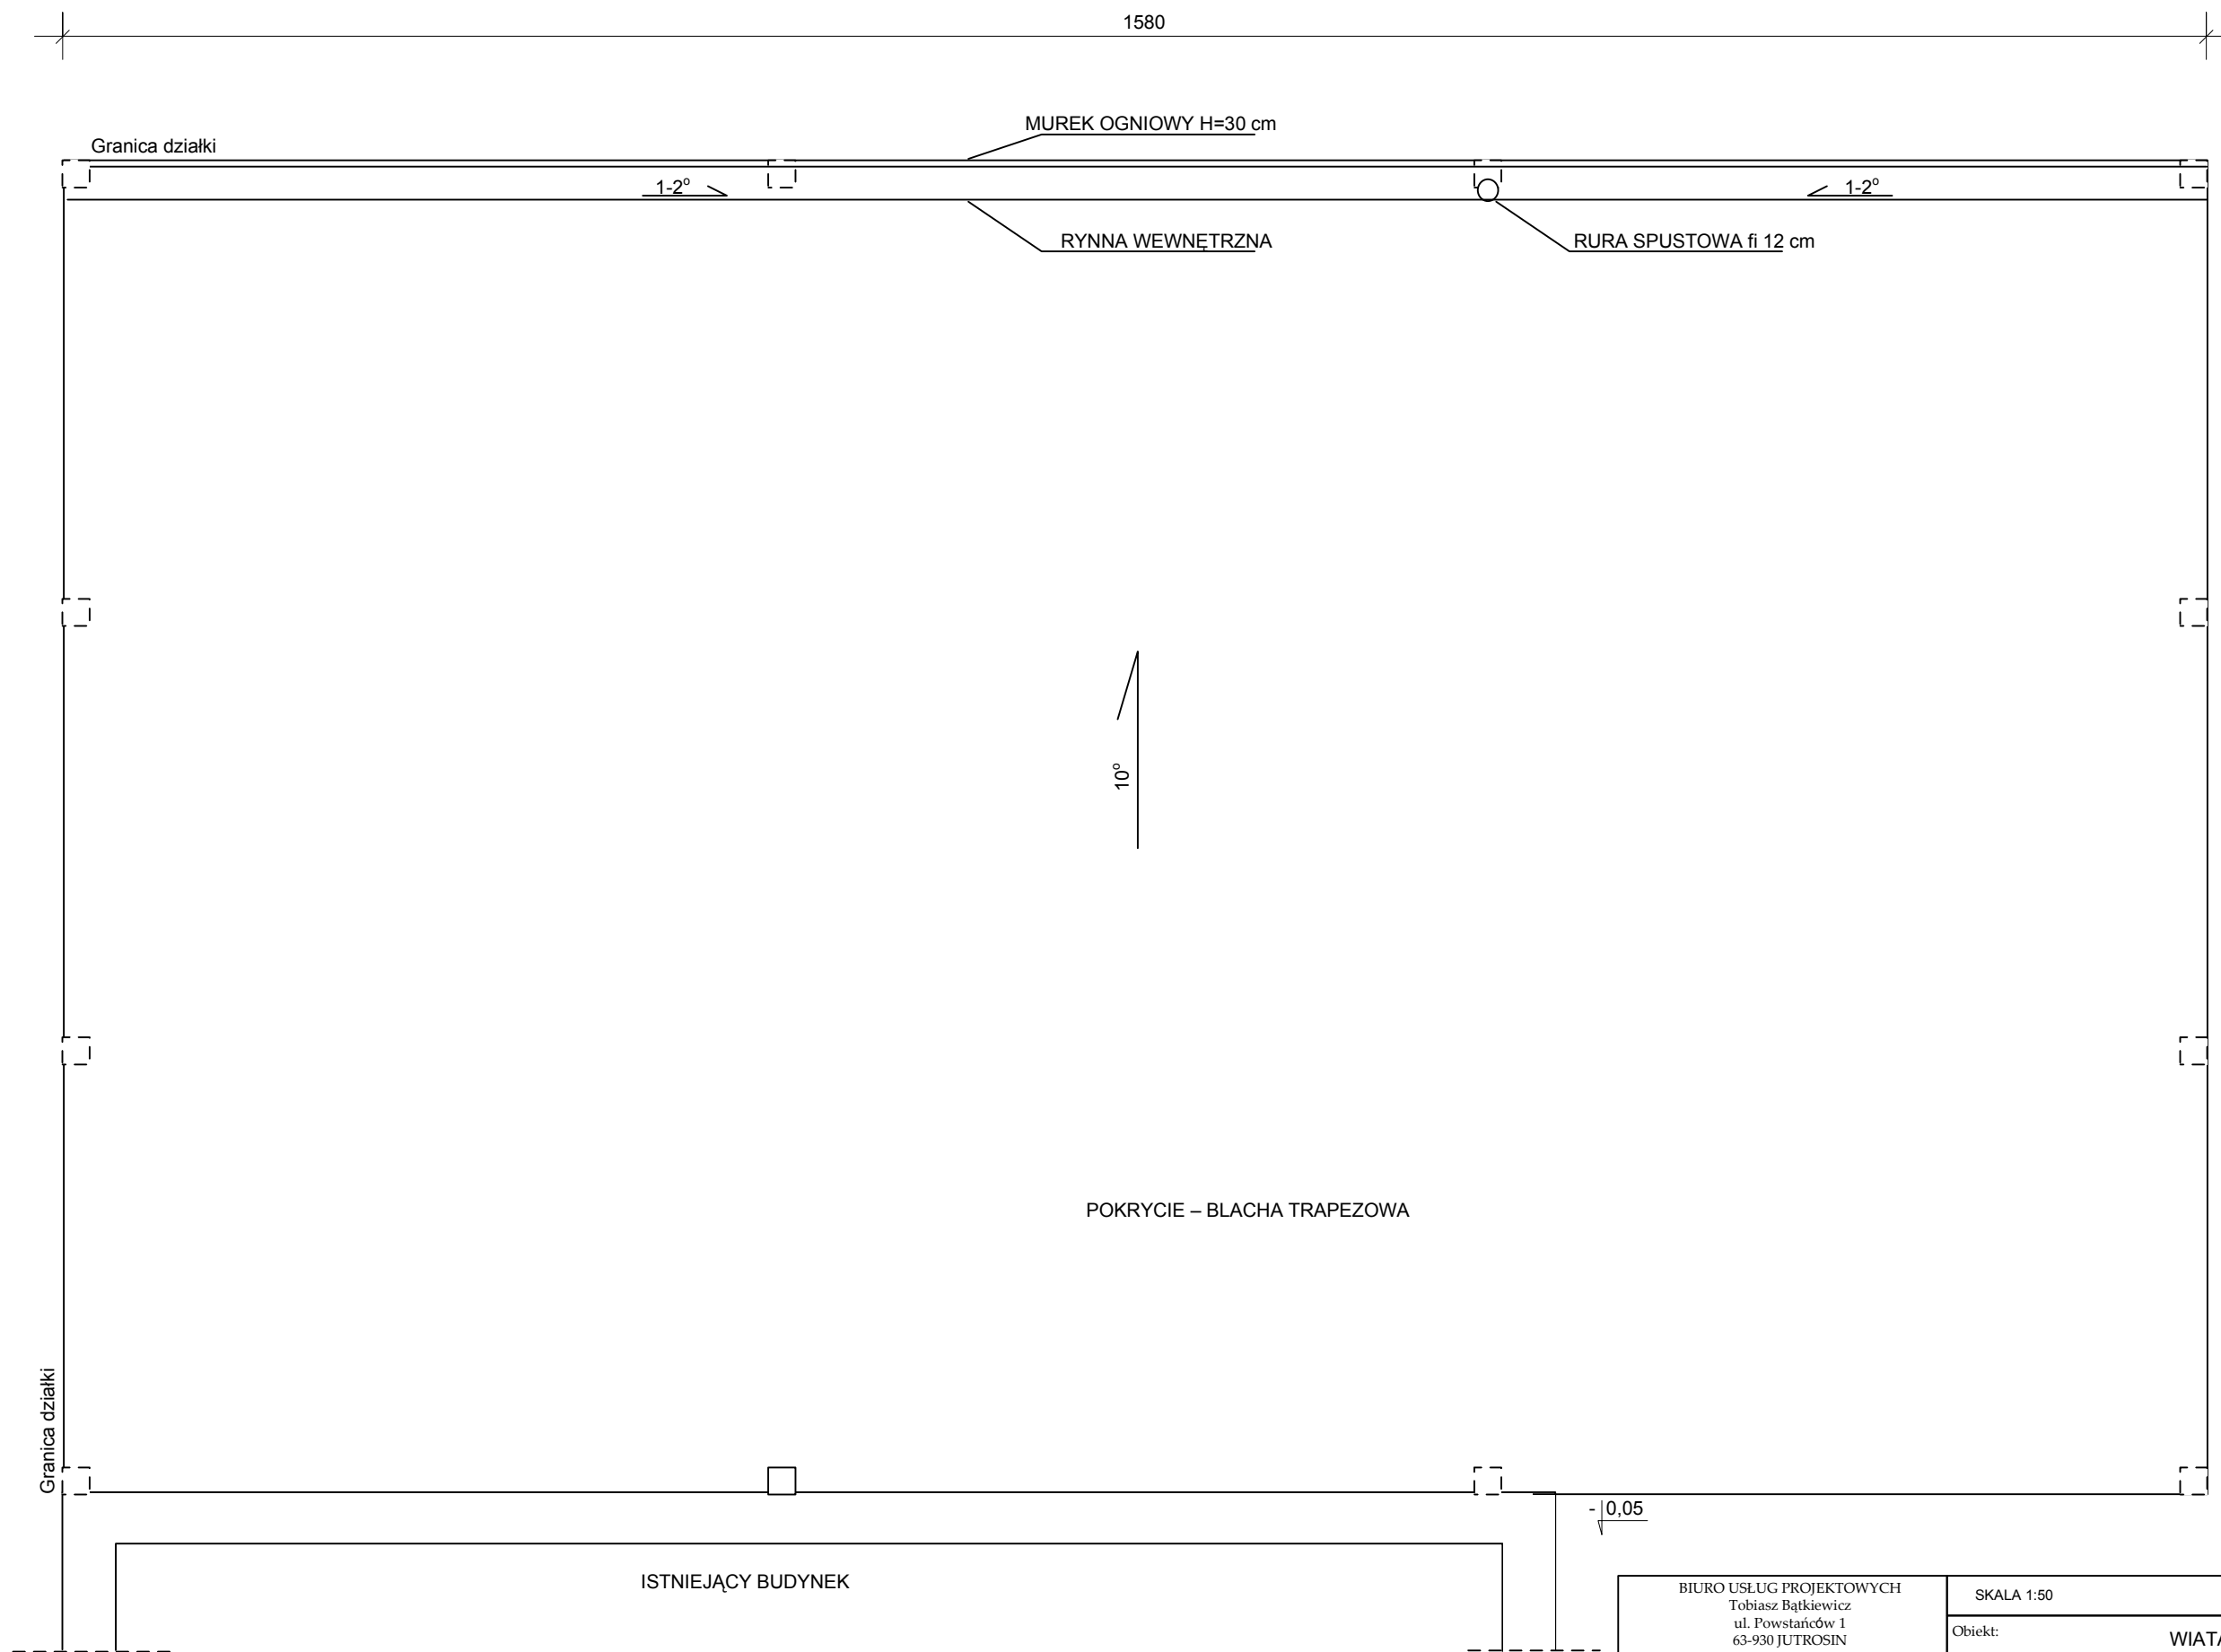 1580
MUREK OGNIOWY H=30 cm
Granica działki
1-2°
1-2°
RYNNA WEWNĘTRZNA
RURA SPUSTOWA fi 12 cm
10°
POKRYCIE – BLACHA TRAPEZOWA
Granica działki
- 0,05
ISTNIEJĄCY BUDYNEK
BIURO USŁUG PROJEKTOWYCH
Tobiasz Bątkiewicz
ul. Powstańców 1
63-930 JUTROSIN
SKALA 1:50
Obiekt:
WIATA